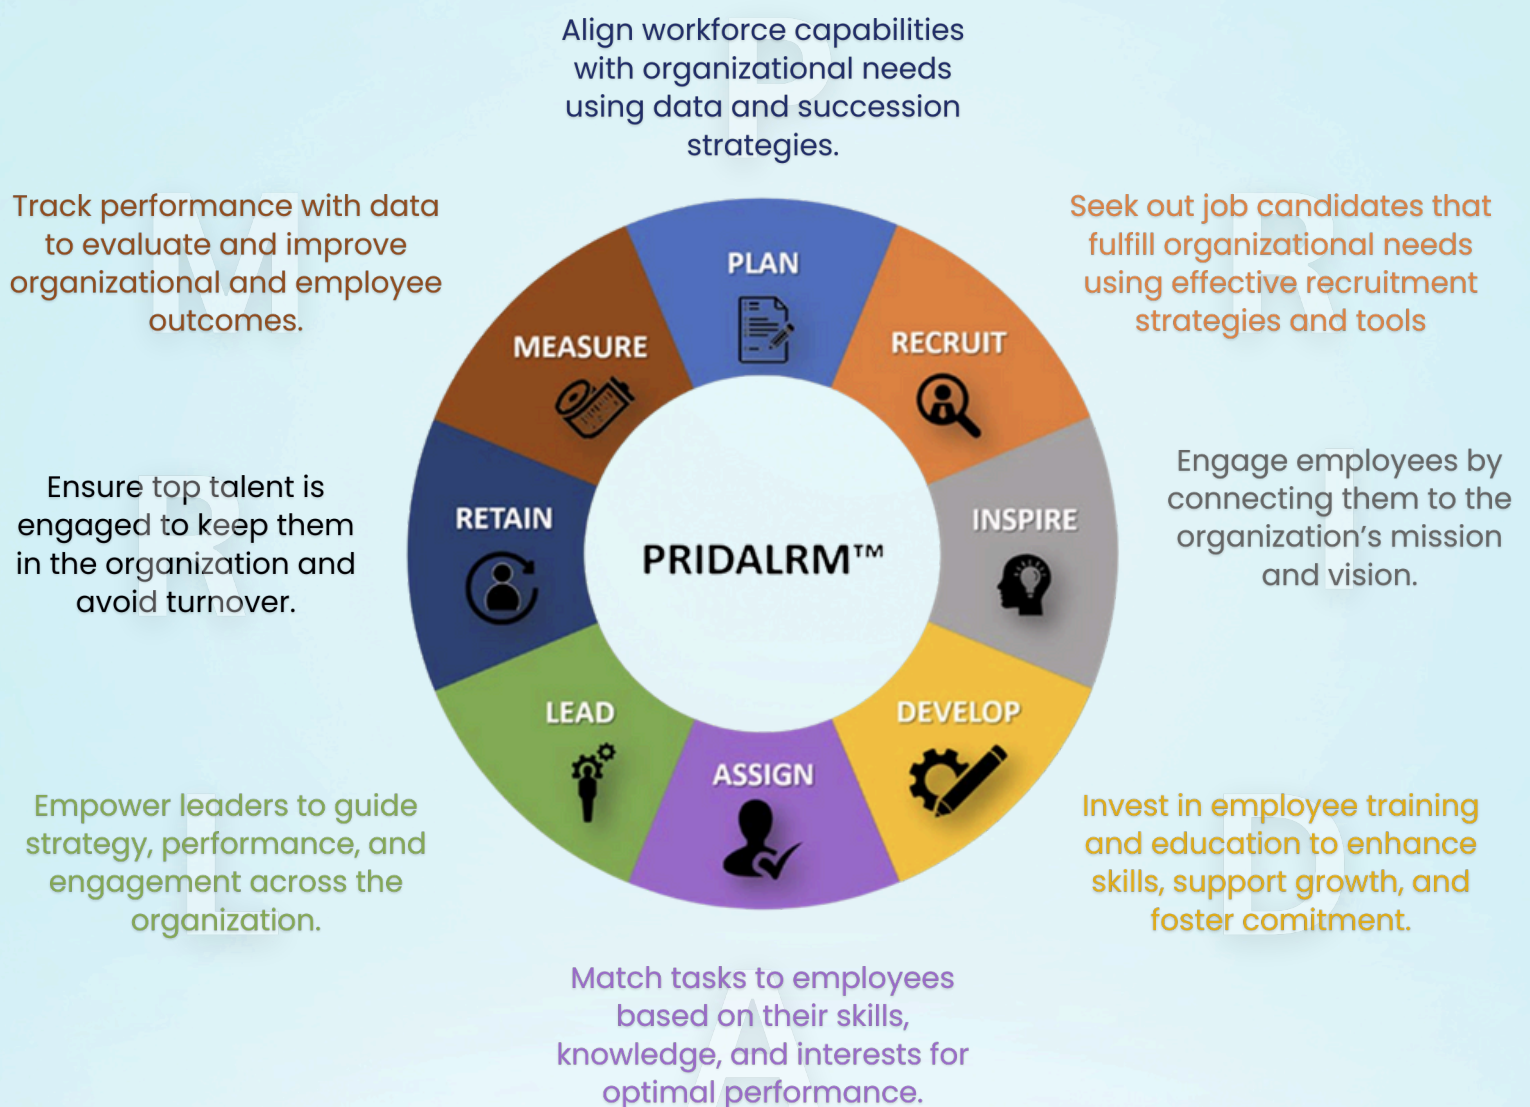 Align workforce capabilities
with organizational needs
using data and succession
strategies.
P
Track performance with data
to evaluate and improve
organizational and employee
outcomes.
M
Seek out job candidates that
fulfill organizational needs
using effective recruitment
strategies and tools
R
PLAN
MEASURE
RECRUIT
Ensure top talent is
engaged to keep them
in the organization and
avoid turnover.
R
RETAIN
PRIDALRM™
INSPIRE
Engage employees by
connecting them to the
organization's mission
and vision.
I
LEAD
ASSIGN
DEVELOP
Empower leaders to guide
strategy, performance, and
engagement across the
organization.
L
Invest in employee training
and education to enhance
skills, support growth, and
foster comitment.
D
Match tasks to employees
based on their skills,
knowledge, and interests for
optimal performance.
A